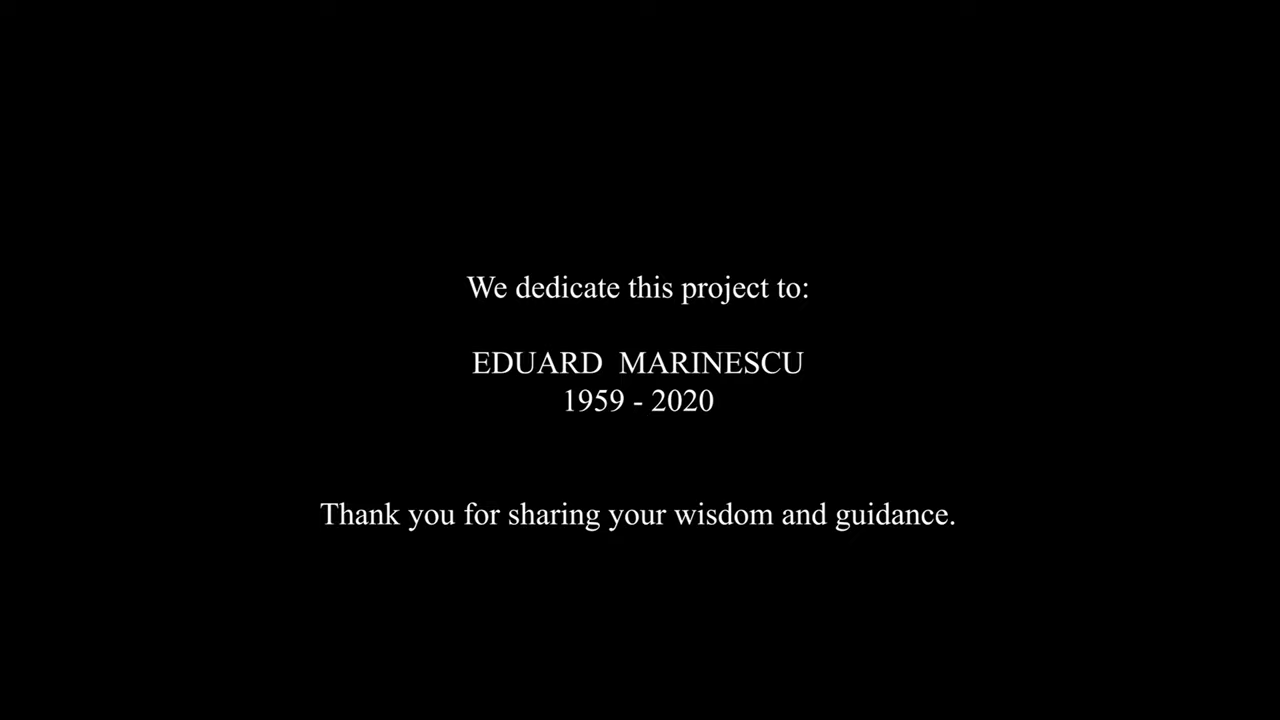 We dedicate this project to:
EDUARD MARINESCU
1959 - 2020
Thank you for sharing your wisdom and guidance.